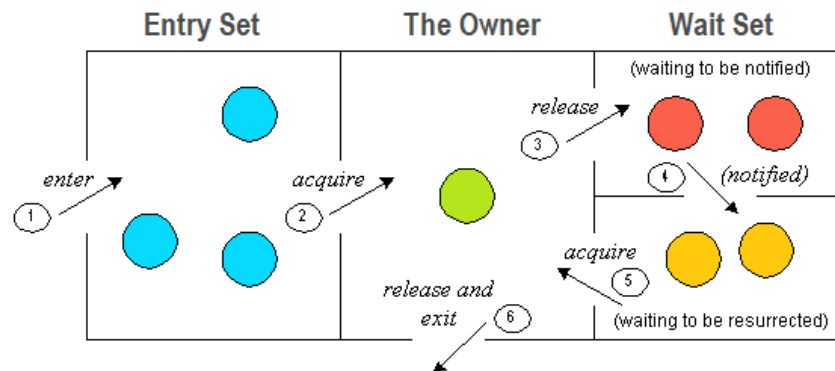 Entry Set
The Owner
Wait Set
(waiting to be notified)
release
3
enter
1
acquire
2
4
(notified)
acquire
5
release and
exit
6
(waiting to be resurrected)